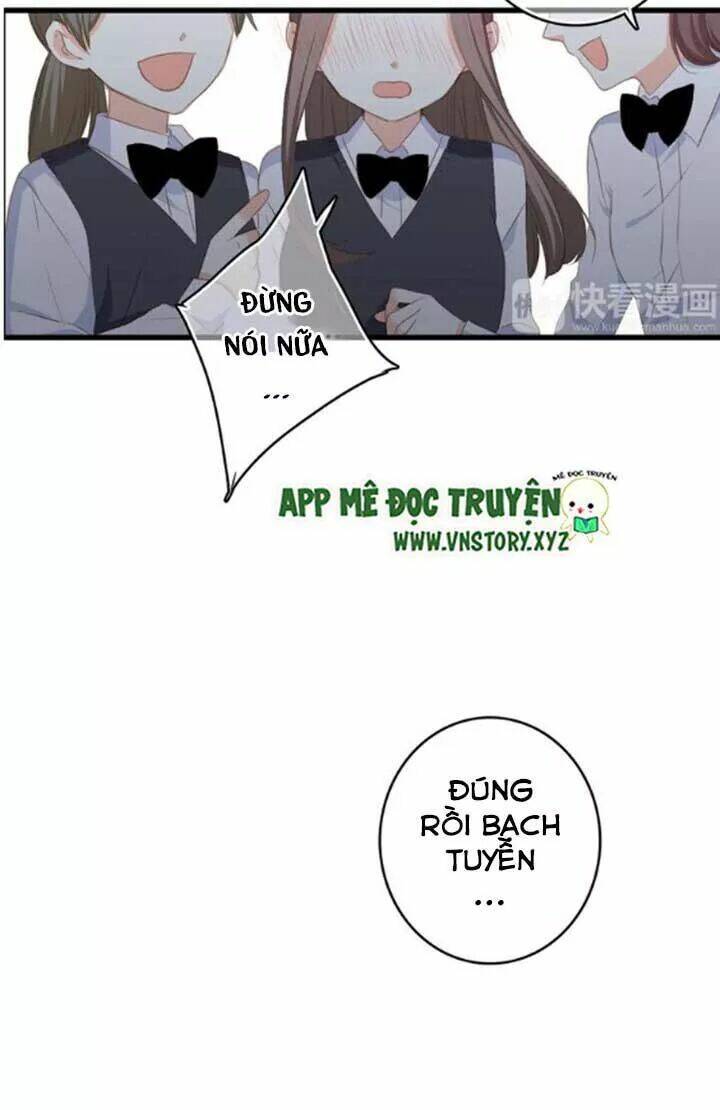 快看漫画
ĐỪNG
NÓI NỮA
...
MÊ ĐỌC TRUYỆN
APP MÊ ĐỌC TRUYỆN
WWW.VNSTORY.XYZ
ĐÚNG
RỒI BẠCH
TUYỄN
...